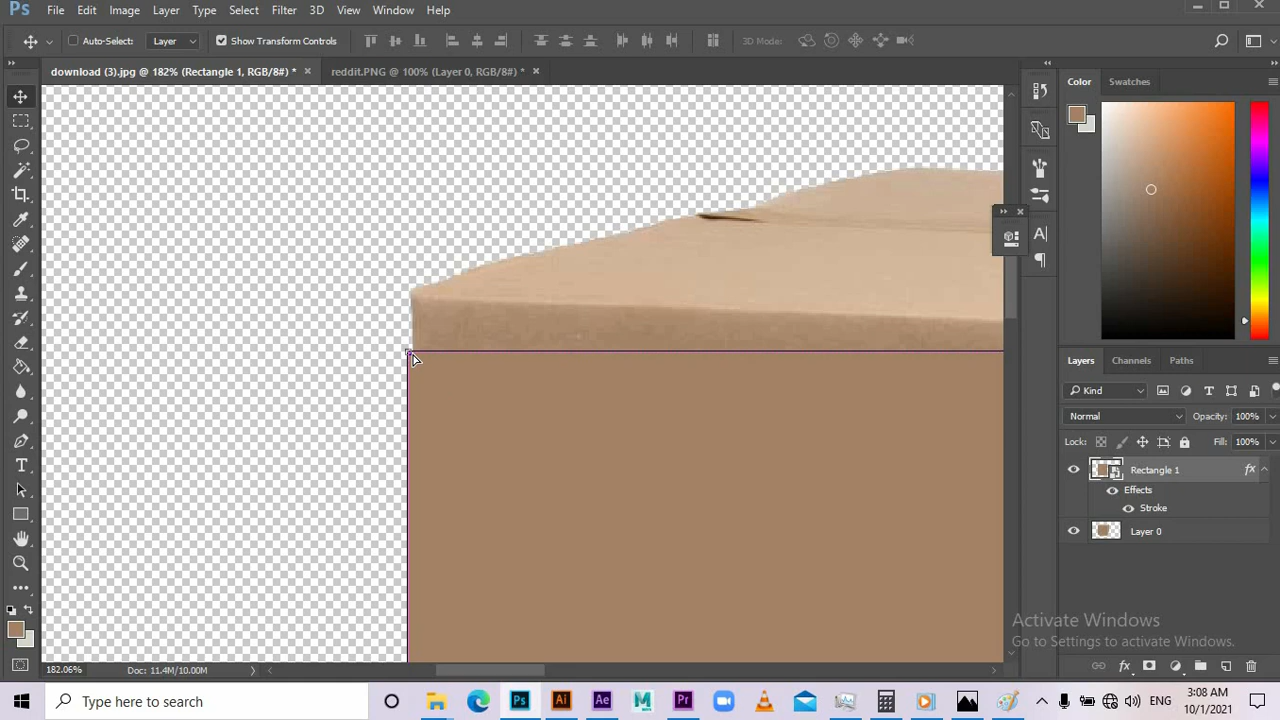 File Edit Image Layer Type Select Filter 3D View Window Help
Auto-Select: Layer Show Transform Controls 3D Mode:
download (3).jpg @ 182% (Rectangle 1, RGB/8#) * reddit.PNG @ 100% (Layer 0, RGB/8#) *
Color Swatches
Layers Channels Paths
Kind
Normal Opacity: 100%
Lock: Fill: 100%
Rectangle 1 fx
Effects
Stroke
Layer 0
Activate Windows
Go to Settings to activate Windows.
182.06% Doc: 11.4M/10.00M
Type here to search
ENG
3:08 AM
10/1/2021